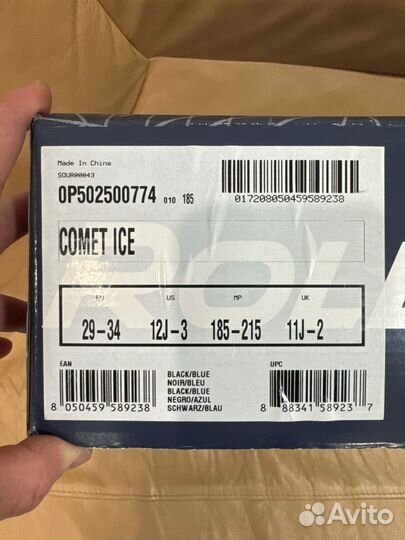 Made In China
SOUR00043
0P502500774 010 185
017208050459589238
COMET ICE
ROL
EU US MP UK
29-34 12J-3 185-215 11J-2
EAN
UPC
BLACK/BLUE
NOIR/BLEU
BLACK/BLUE
NEGRO/AZUL
SCHWARZ/BLAU
8 050459 589238
8 88341 58923 7
Avito